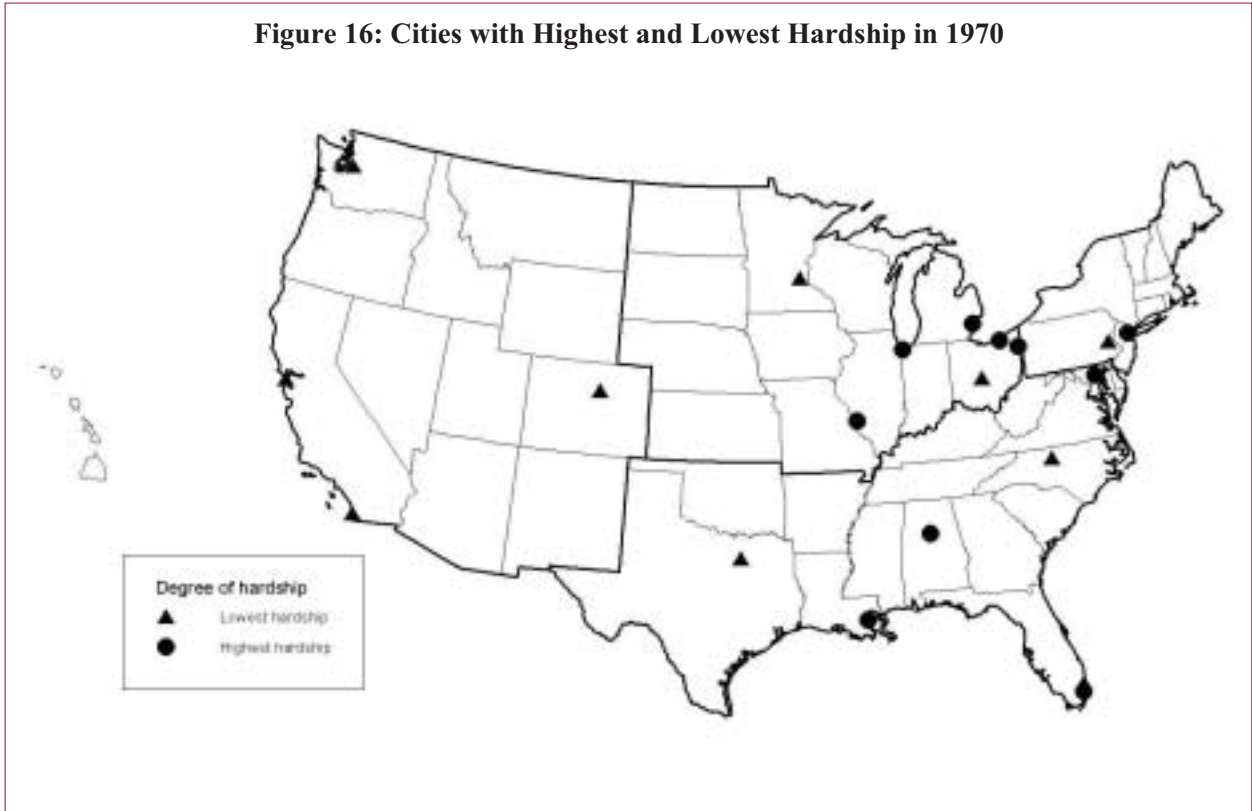 Figure 16: Cities with Highest and Lowest Hardship in 1970
Degree of hardship
Lowest hardship
Highest hardship